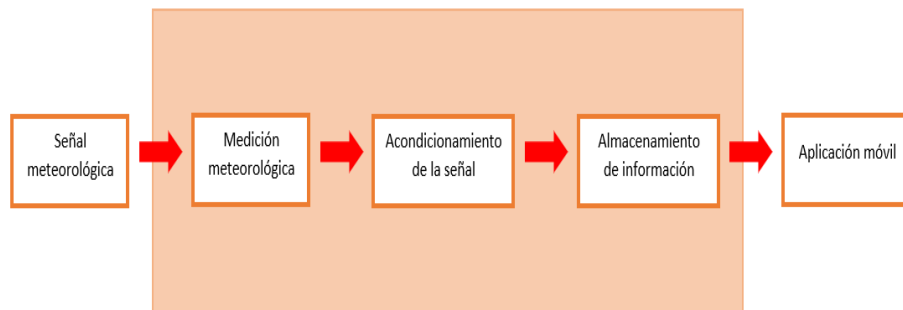 Señal
meteorológica
Medición
meteorológica
Acondicionamiento
de la señal
Almacenamiento
de información
Aplicación móvil